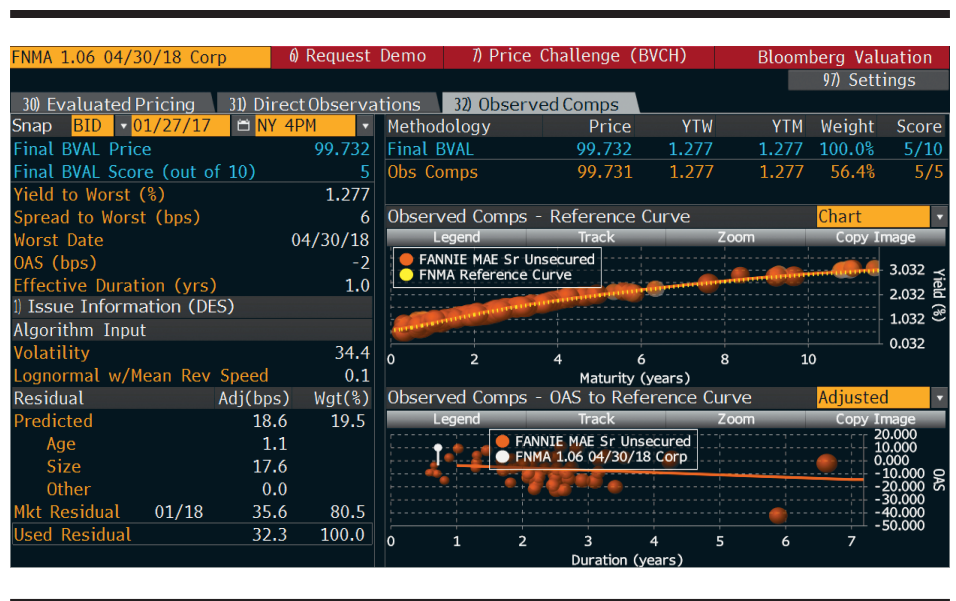 FNMA 1.06 04/30/18 Corp 6) Request Demo 7) Price Challenge (BVCH) Bloomberg Valuation
97) Settings
30) Evaluated Pricing 31) Direct Observations 32) Observed Comps
Snap BID 01/27/17 NY 4PM
Final BVAL Price 99.732
Final BVAL Score (out of 10) 5
Yield to Worst (%) 1.277
Spread to Worst (bps) 6
Worst Date 04/30/18
OAS (bps) -2
Effective Duration (yrs) 1.0
1) Issue Information (DES)
Algorithm Input
Volatility 34.4
Lognormal w/Mean Rev Speed 0.1
Residual Adj(bps) Wgt(%)
Predicted 18.6 19.5
Age 1.1
Size 17.6
Other 0.0
Mkt Residual 01/18 35.6 80.5
Used Residual 32.3 100.0
Methodology Price YTW YTM Weight Score
Final BVAL 99.732 1.277 1.277 100.0% 5/10
Obs Comps 99.731 1.277 1.277 56.4% 5/5
Observed Comps - Reference Curve Chart
Legend Track Zoom Copy Image
FANNIE MAE Sr Unsecured
FNMA Reference Curve
3.032
2.032
1.032
0.032
Yield (%)
0 2 4 6 8 10
Maturity (years)
Observed Comps - OAS to Reference Curve Adjusted
Legend Track Zoom Copy Image
FANNIE MAE Sr Unsecured
FNMA 1.06 04/30/18 Corp
20.000
10.000
0.000
-10.000
-20.000
-30.000
-40.000
-50.000
OAS
0 1 2 3 4 5 6 7
Duration (years)